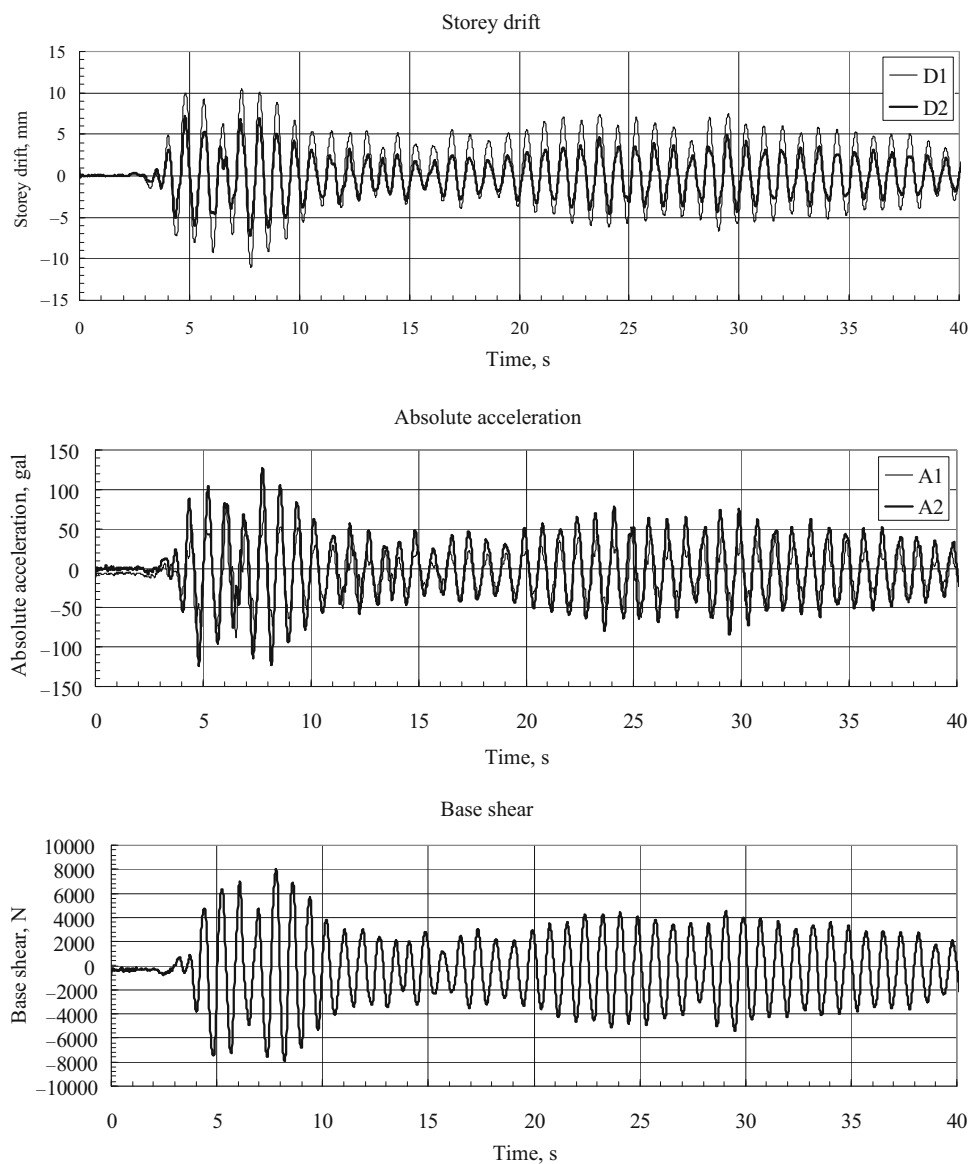 Storey drift
15
10
5
0
−5
−10
−15
Storey drift, mm
D1
D2
0 5 10 15 20 25 30 35 40
Time, s
Absolute acceleration
150
100
50
0
−50
−100
−150
Absolute acceleration, gal
A1
A2
0 5 10 15 20 25 30 35 40
Time, s
Base shear
10000
8000
6000
4000
2000
0
−2000
−4000
−6000
−8000
−10000
Base shear, N
0 5 10 15 20 25 30 35 40
Time, s